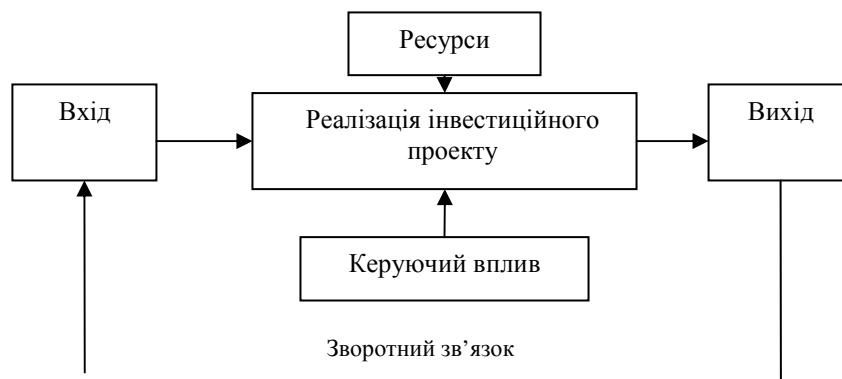 Ресурси
Вхід
Реалізація інвестиційного
проекту
Вихід
Керуючий вплив
Зворотний зв’язок